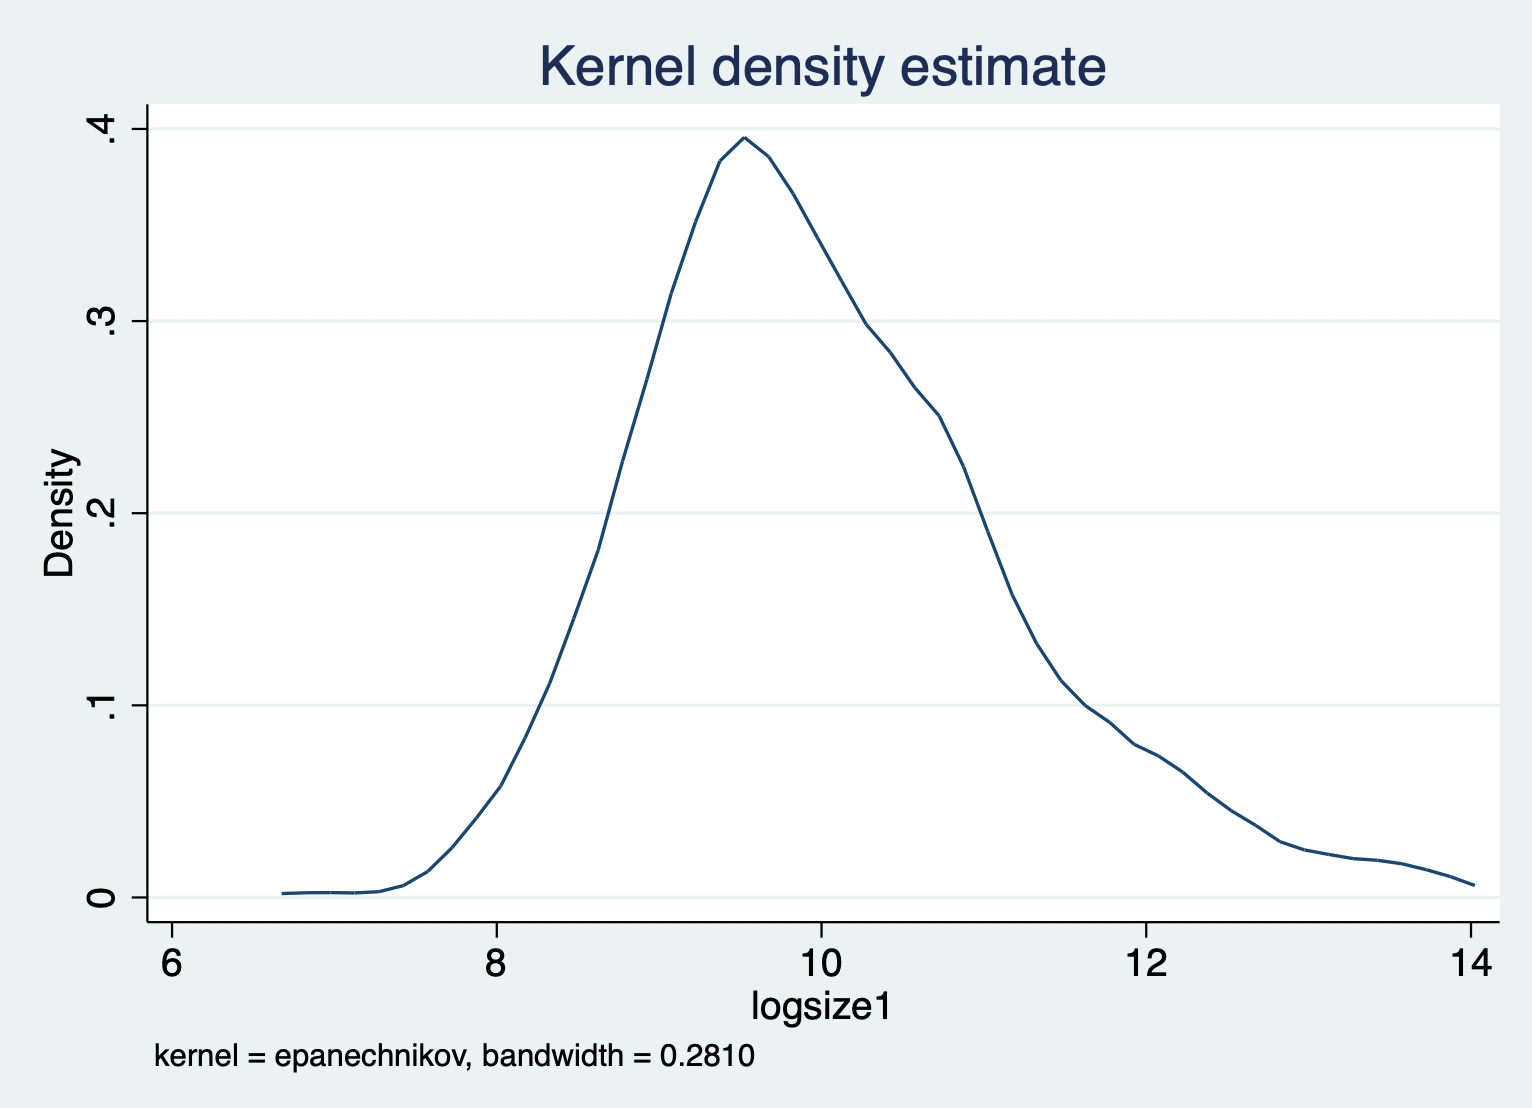 Kernel density estimate
.4
.3
.2
.1
0
Density
6 8 10 12 14
logsize1
kernel = epanechnikov, bandwidth = 0.2810